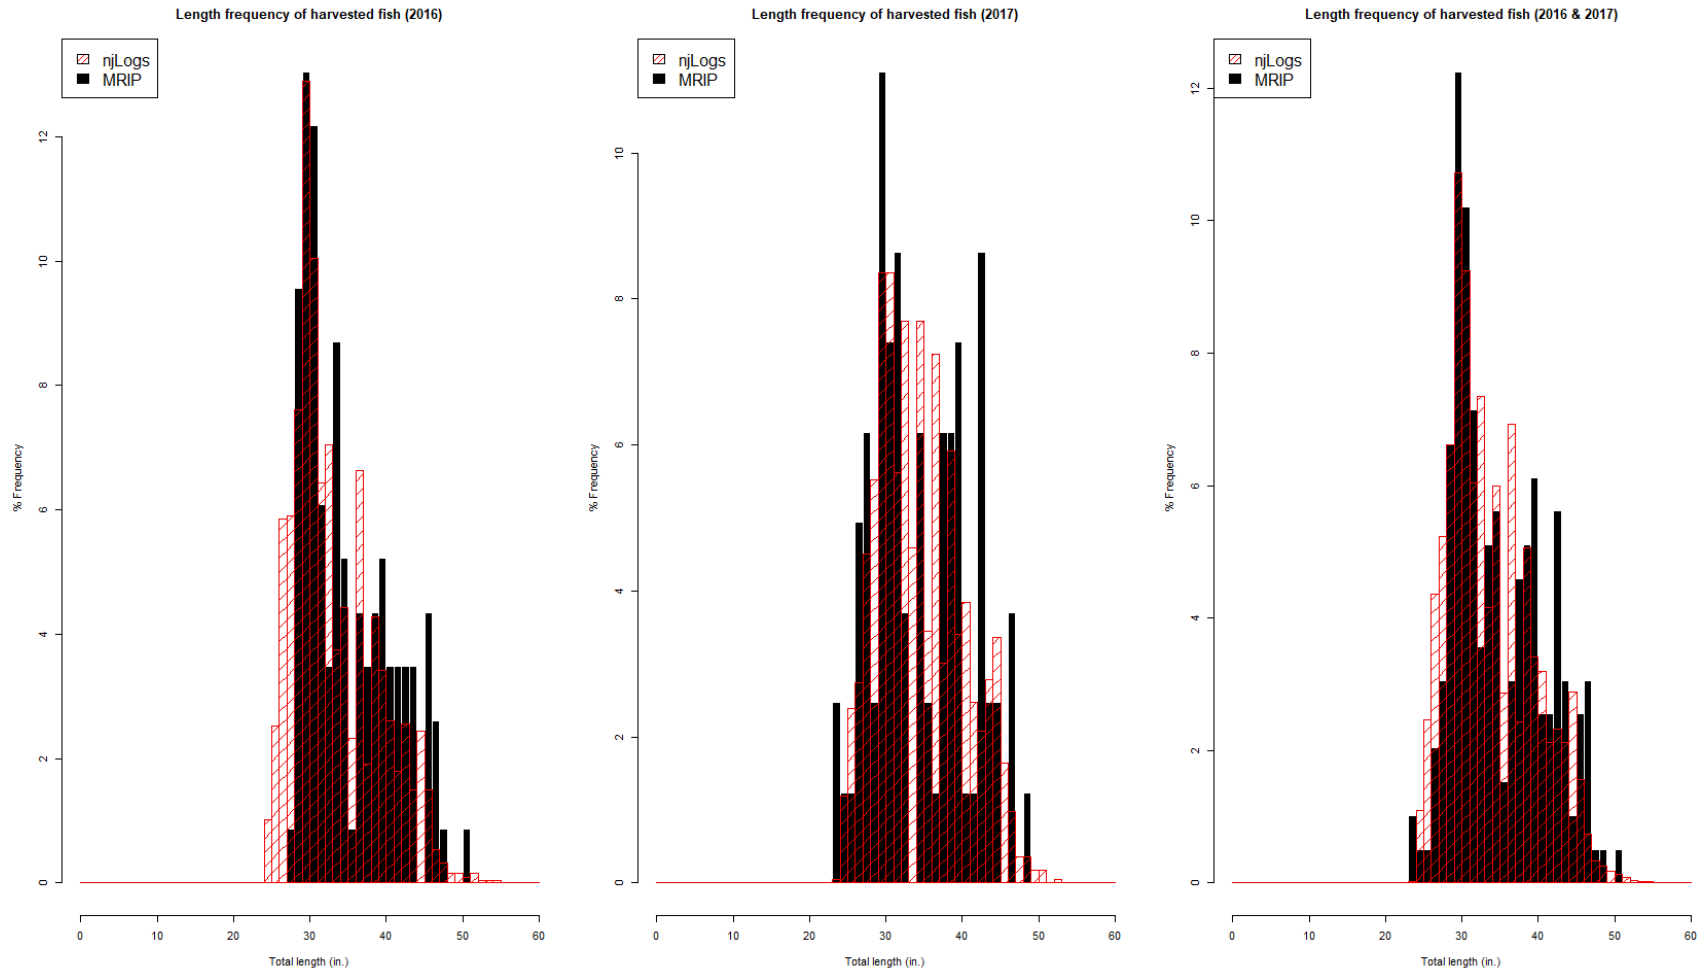 Length frequency of harvested fish (2016)
njLogs
MRIP
% Frequency
12
10
8
6
4
2
0
0 10 20 30 40 50 60
Total length (in.)
Length frequency of harvested fish (2017)
njLogs
MRIP
% Frequency
10
8
6
4
2
0
0 10 20 30 40 50 60
Total length (in.)
Length frequency of harvested fish (2016 & 2017)
njLogs
MRIP
% Frequency
12
10
8
6
4
2
0
0 10 20 30 40 50 60
Total length (in.)